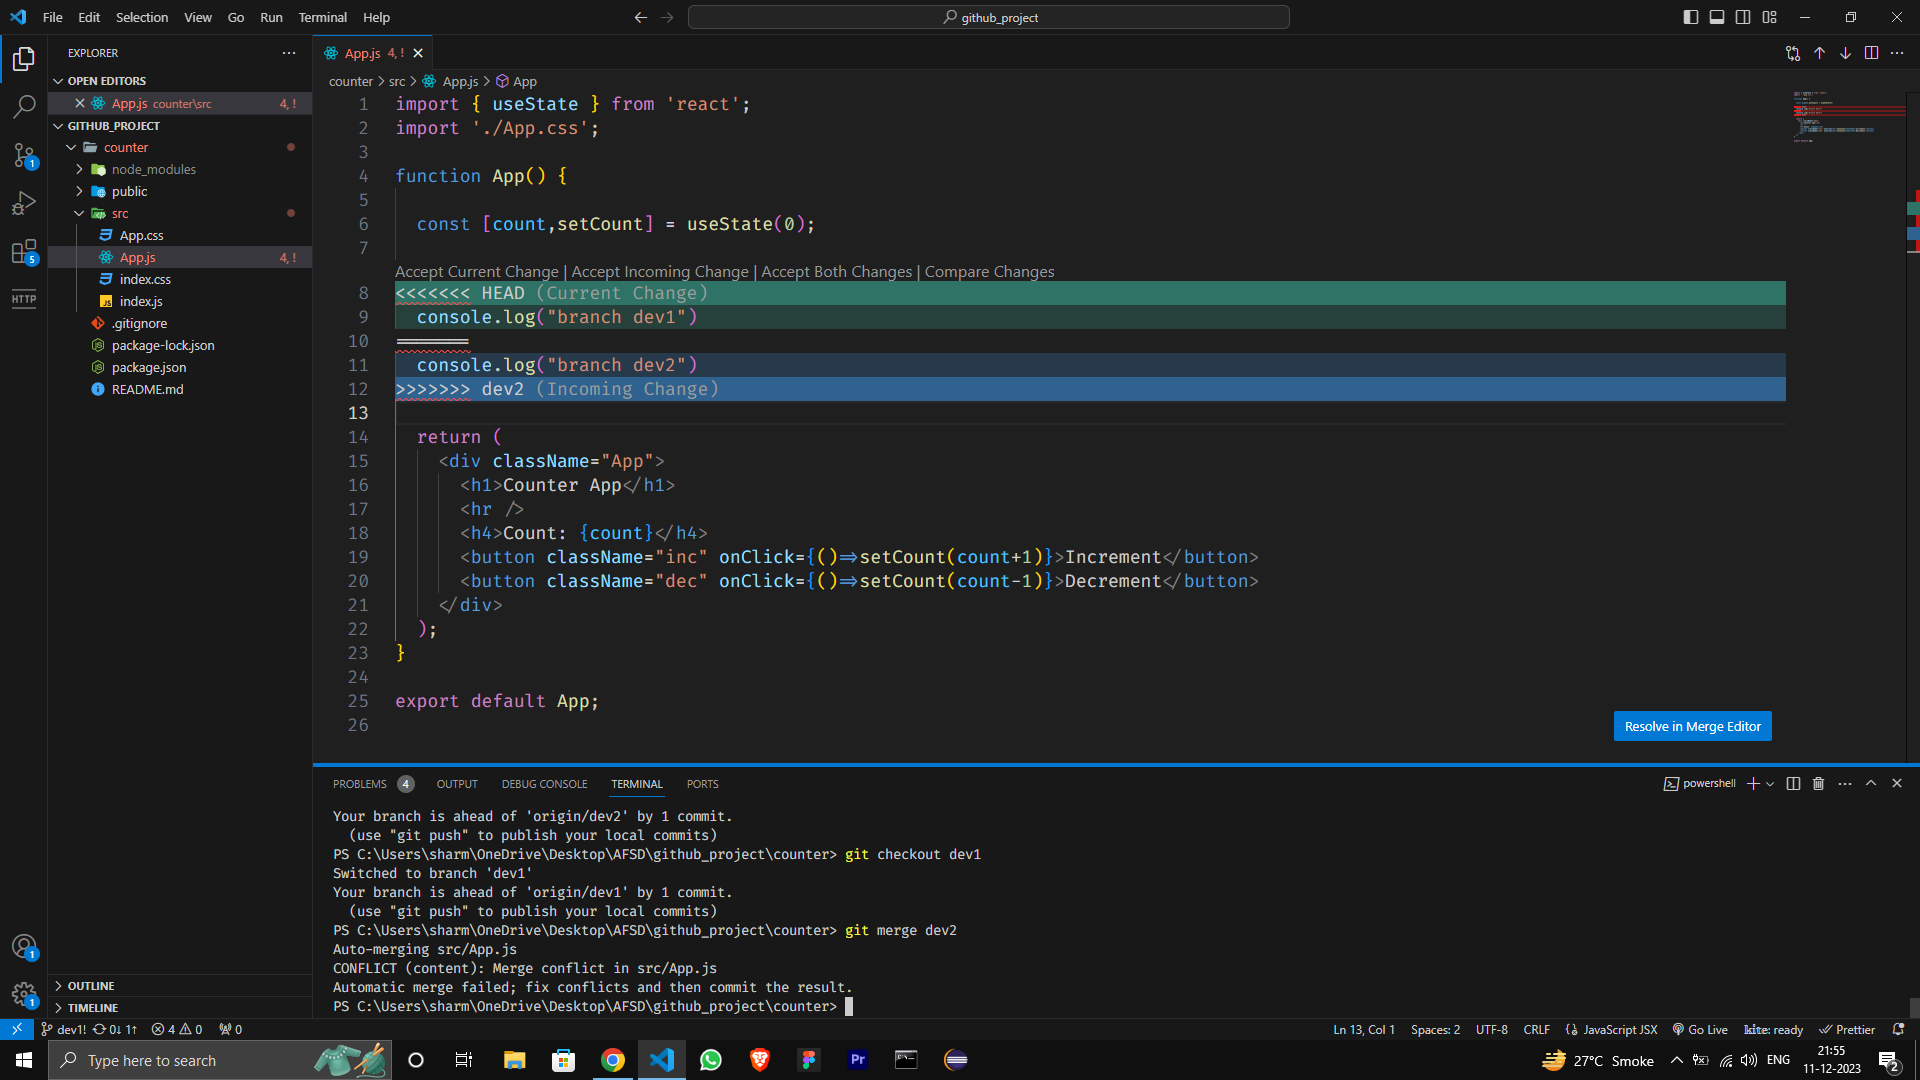 File Edit Selection View Go Run Terminal Help
github_project
EXPLORER
OPEN EDITORS
App.js counter\src 4, !
GITHUB_PROJECT
counter
node_modules
public
src
App.css
App.js 4, !
index.css
index.js
.gitignore
package-lock.json
package.json
README.md
OUTLINE
TIMELINE
HTTP
1
5
1
1
App.js 4, !
counter > src > App.js > App
1 import { useState } from 'react';
2 import './App.css';
3
4 function App() {
5
6 const [count,setCount] = useState(0);
7
Accept Current Change | Accept Incoming Change | Accept Both Changes | Compare Changes
8 <<<<<<< HEAD (Current Change)
9 console.log("branch dev1")
10 =======
11 console.log("branch dev2")
12 >>>>>>> dev2 (Incoming Change)
13
14 return (
15 <div className="App">
16 <h1>Counter App</h1>
17 <hr />
18 <h4>Count: {count}</h4>
19 <button className="inc" onClick={()=>setCount(count+1)}>Increment</button>
20 <button className="dec" onClick={()=>setCount(count-1)}>Decrement</button>
21 </div>
22 );
23 }
24
25 export default App;
26
Resolve in Merge Editor
PROBLEMS 4 OUTPUT DEBUG CONSOLE TERMINAL PORTS
powershell
Your branch is ahead of 'origin/dev2' by 1 commit.
(use "git push" to publish your local commits)
PS C:\Users\sharm\OneDrive\Desktop\AFSD\github_project\counter> git checkout dev1
Switched to branch 'dev1'
Your branch is ahead of 'origin/dev1' by 1 commit.
(use "git push" to publish your local commits)
PS C:\Users\sharm\OneDrive\Desktop\AFSD\github_project\counter> git merge dev2
Auto-merging src/App.js
CONFLICT (content): Merge conflict in src/App.js
Automatic merge failed; fix conflicts and then commit the result.
PS C:\Users\sharm\OneDrive\Desktop\AFSD\github_project\counter>
dev1! 0↓ 1↑ 4 0 0
Ln 13, Col 1 Spaces: 2 UTF-8 CRLF JavaScript JSX Go Live kite: ready Prettier
Type here to search
Pr
27°C Smoke ENG
21:55
11-12-2023
2